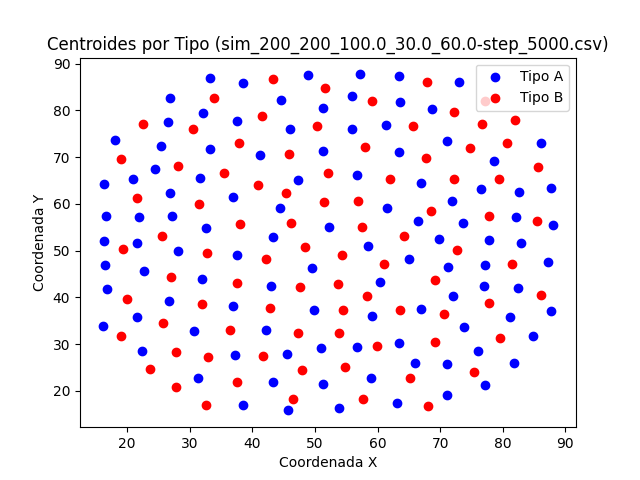 Centroides por Tipo (sim_200_200_100.0_30.0_60.0-step_5000.csv)
Tipo A
Tipo B
90
80
70
60
50
40
30
20
Coordenada Y
20 30 40 50 60 70 80 90
Coordenada X